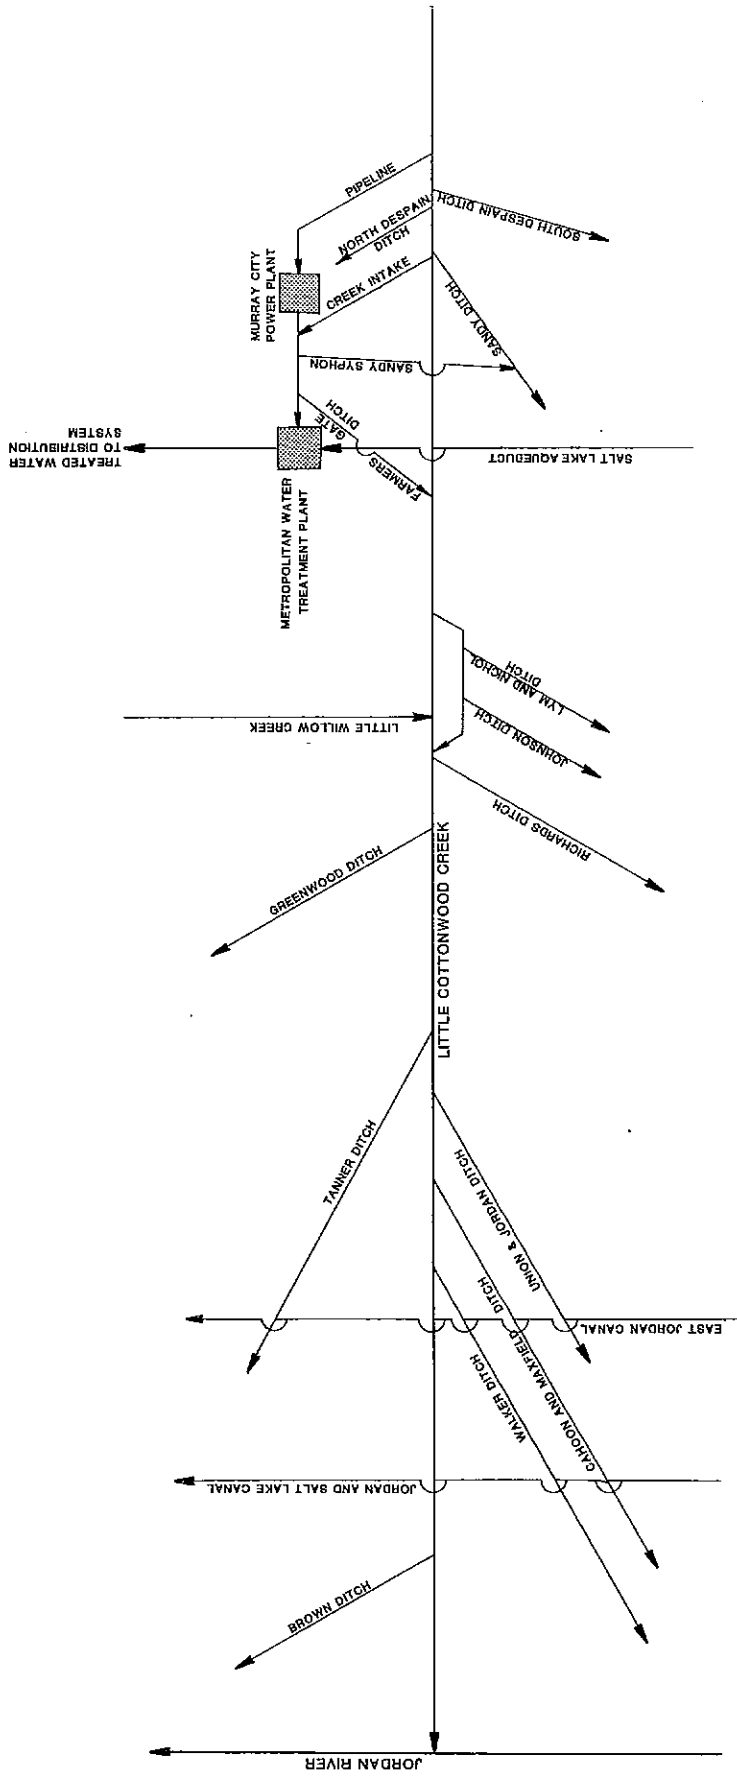 PIPELINE
NORTH DESPAIN
DITCH
SOUTH DESPAIN DITCH
MURRAY CITY
POWER PLANT
CREEK INTAKE
SANDY DITCH
SANDY SYPHON
TREATED WATER
TO DISTRIBUTION
SYSTEM
FARMERS
GATE
DITCH
SALT LAKE AQUEDUCT
METROPOLITAN WATER
TREATMENT PLANT
LYM AND NICHOL
DITCH
LITTLE WILLOW CREEK
JOHNSON DITCH
RICHARDS DITCH
GREENWOOD DITCH
LITTLE COTTONWOOD CREEK
TANNER DITCH
UNION & JORDAN DITCH
CAHOON AND MAXFIELD DITCH
WALKER DITCH
EAST JORDAN CANAL
JORDAN AND SALT LAKE CANAL
BROWN DITCH
JORDAN RIVER